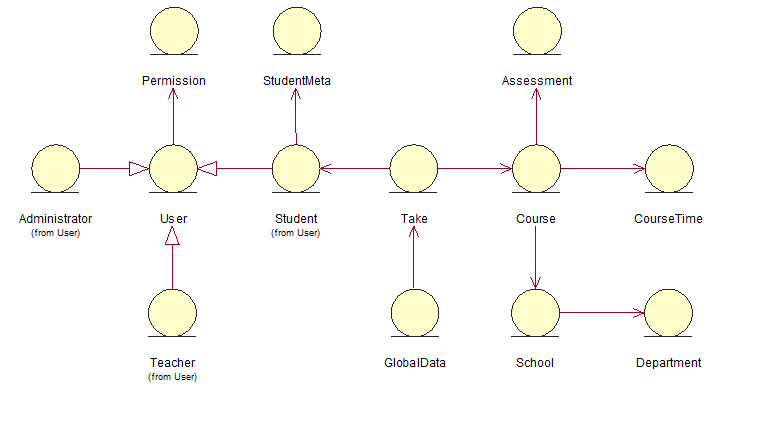 Permission
StudentMeta
Assessment
Administrator
(from User)
User
Student
(from User)
Take
Course
CourseTime
Teacher
(from User)
GlobalData
School
Department